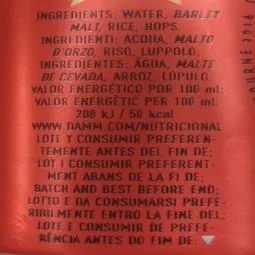 INGREDIENTS: WATER, BARLEY
MALT, RICE, HOPS.
INGREDIENTI: ACQUA, MALTO
D'ORZO, RISO, LUPPOLO.
INGREDIENTES: ÁGUA, MALTE
DE CEVADA, ARROZ, LÚPULO.
VALOR ENERGÉTICO POR 100 ml:
VALOR ENERGÈTIC PER 100 ml:
208 kJ / 50 kcal
WWW.DAMM.COM/NUTRICIONAL
LOTE Y CONSUMIR PREFEREN-
TEMENTE ANTES DEL FIN DE;
LOT I CONSUMIR PREFERENT-
MENT ABANS DE LA FI DE;
BATCH AND BEST BEFORE END;
LOTTO E DA CONSUMARSI PREFE-
RIBILMENTE ENTRO LA FINE DEL;
LOTE E CONSUMIR DE PREFE-
RÊNCIA ANTES DO FIM DE:
BOURNE 2016